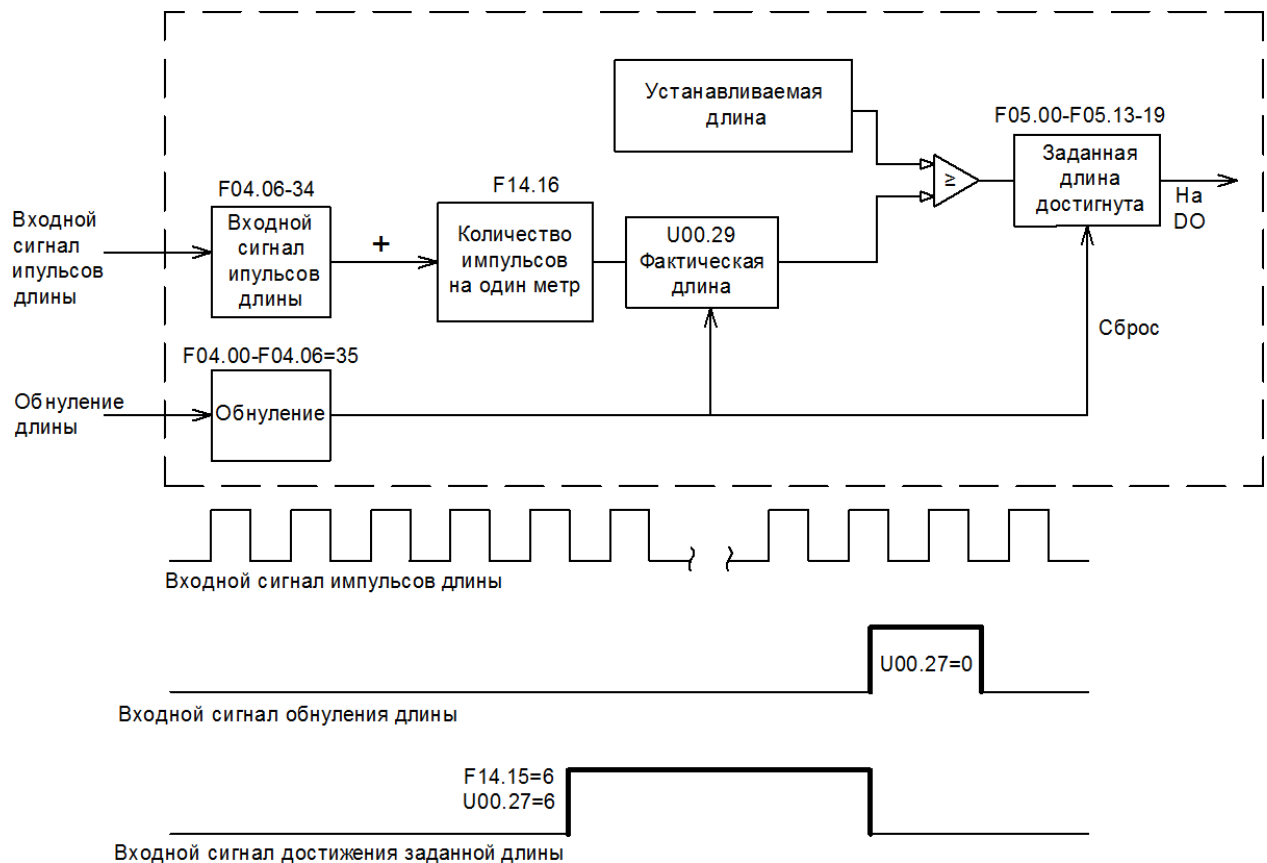 Устанавливаемая
длина
F05.00-F05.13-19
Заданная
длина
достигнута
≥
На
DO
F04.06-34
F14.16
Входной
сигнал
ипульсов
длины
Входной
сигнал
ипульсов
длины
+
Количество
импульсов
на один метр
U00.29
Фактическая
длина
Сброс
F04.00-F04.06=35
Обнуление
длины
Обнуление
Входной сигнал импульсов длины
U00.27=0
Входной сигнал обнуления длины
F14.15=6
U00.27=6
Входной сигнал достижения заданной длины